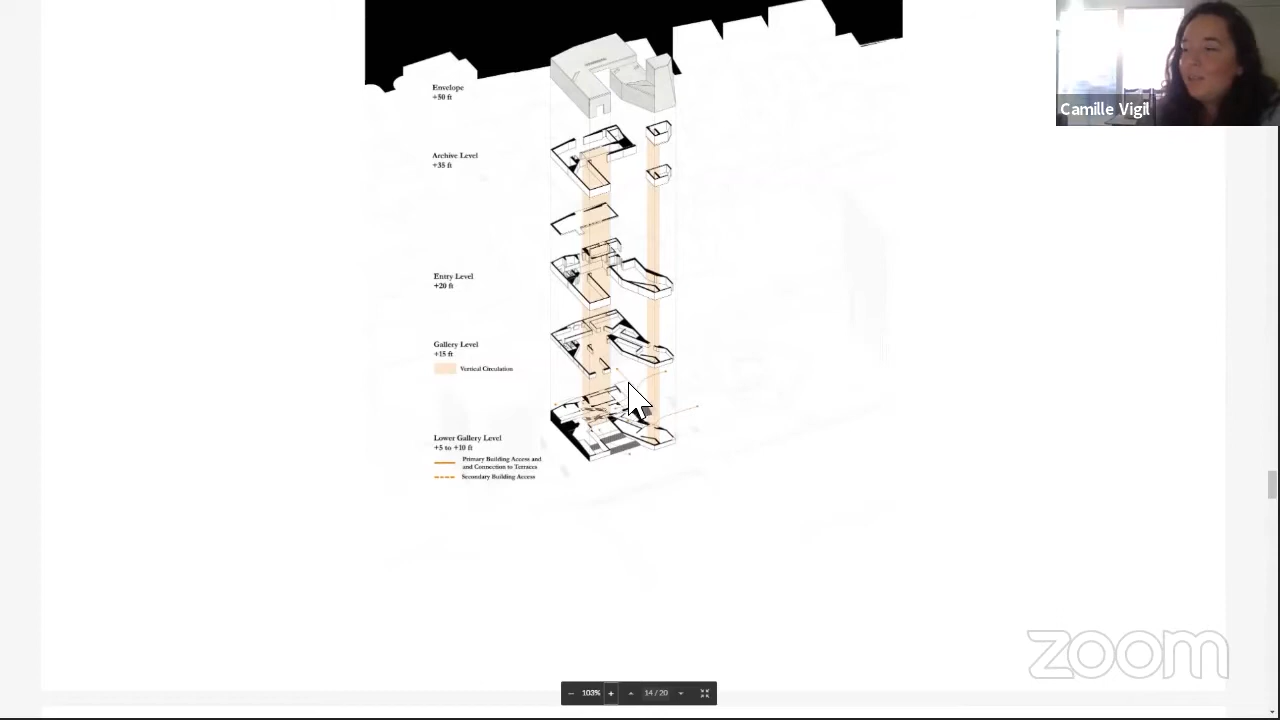 Envelope
+50 ft
Archive Level
+35 ft
Entry Level
+20 ft
Gallery Level
+15 ft
Vertical Circulation
Lower Gallery Level
+5 to +10 ft
Primary Building Access and
and Connection to Terraces
Secondary Building Access
Camille Vigil
zoom
103%
14 / 20